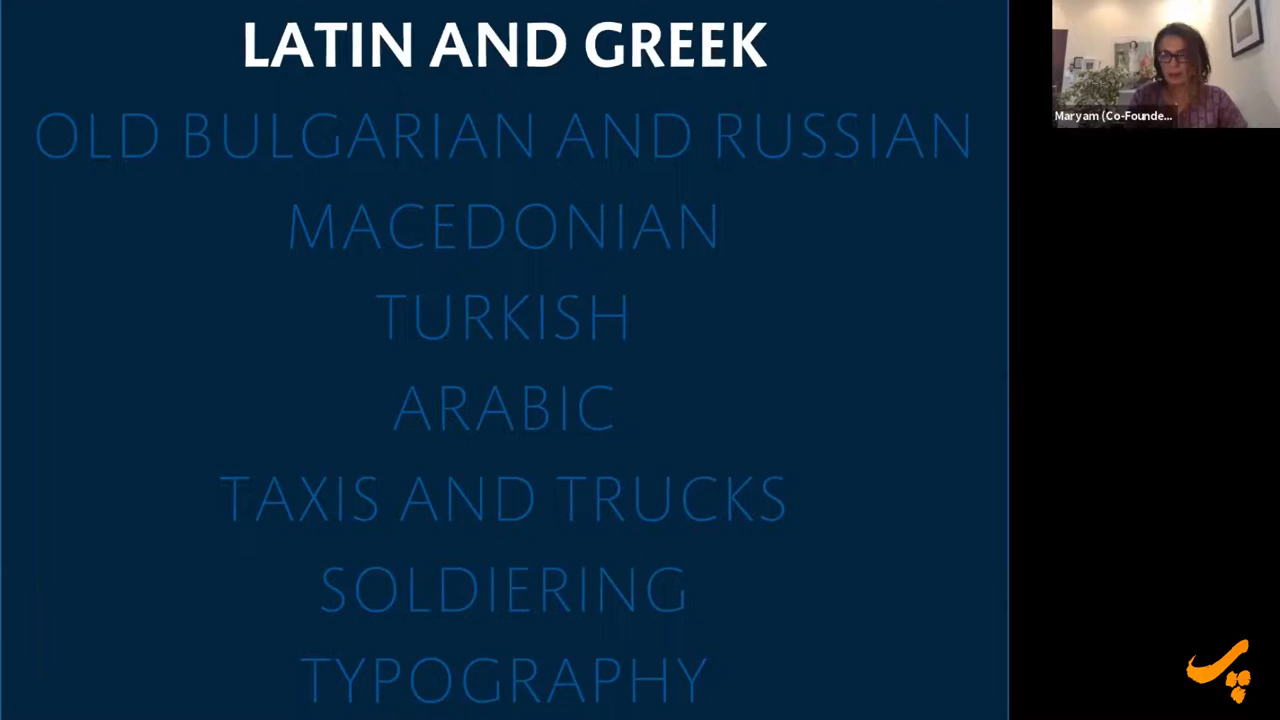 LATIN AND GREEK
OLD BULGARIAN AND RUSSIAN
MACEDONIAN
TURKISH
ARABIC
TAXIS AND TRUCKS
SOLDIERING
TYPOGRAPHY
Maryam (Co-Founde...